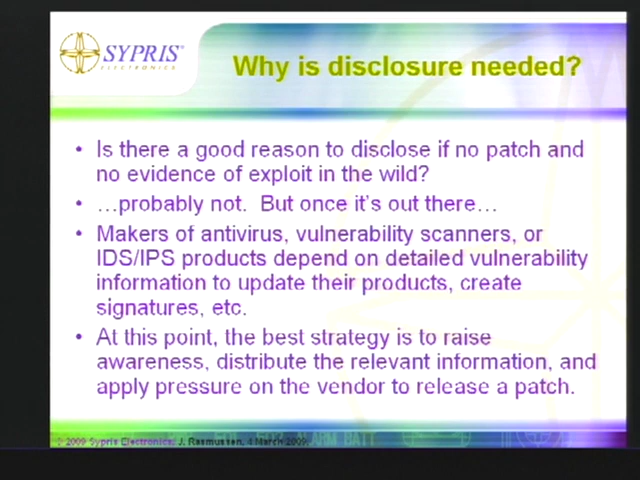 SYPRIS
ELECTRONICS
Why is disclosure needed?
• Is there a good reason to disclose if no patch and
no evidence of exploit in the wild?
• …probably not. But once it's out there…
• Makers of antivirus, vulnerability scanners, or
IDS/IPS products depend on detailed vulnerability
information to update their products, create
signatures, etc.
• At this point, the best strategy is to raise
awareness, distribute the relevant information, and
apply pressure on the vendor to release a patch.
© 2009 Sypris Electronics, J. Rasmussen, 4 March 2009